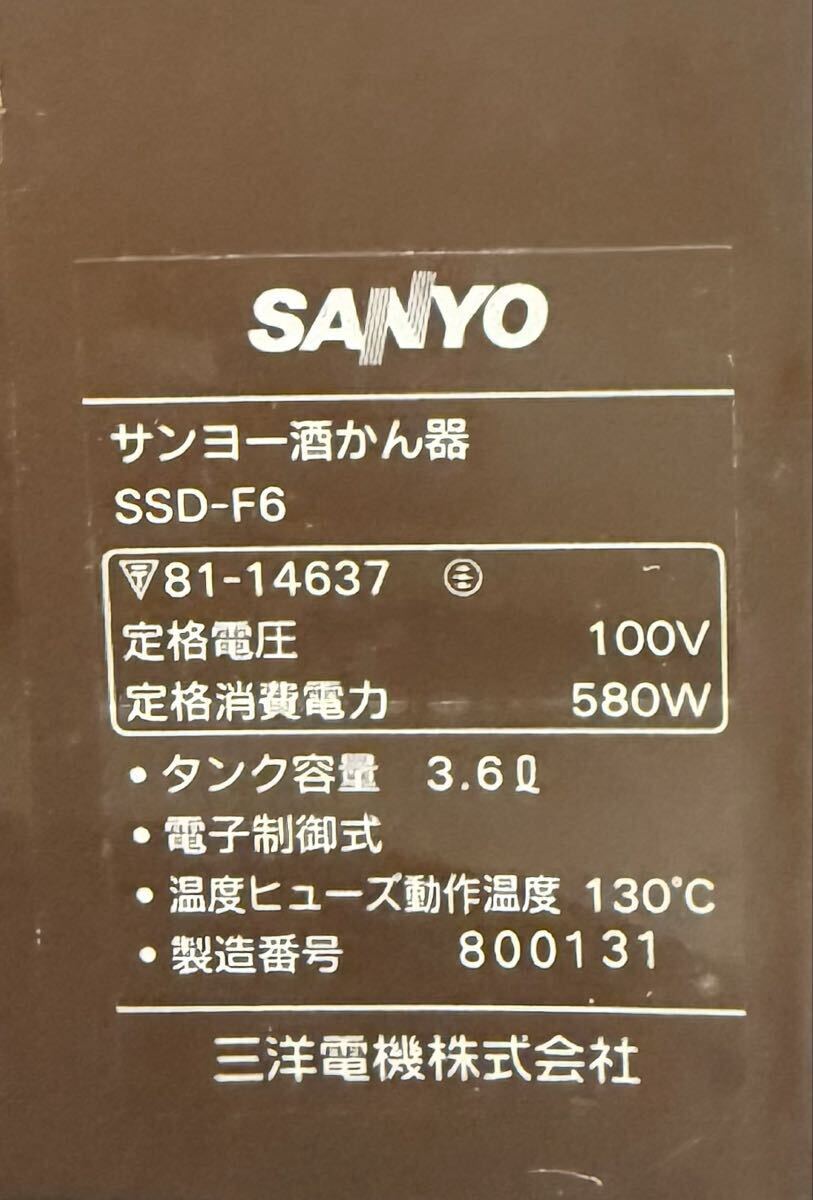 SANYO
サンヨー酒かん器
SSD-F6
81-14637
定格電圧 100V
定格消費電力 580W
• タンク容量 3.6ℓ
• 電子制御式
• 温度ヒューズ動作温度 130℃
• 製造番号 800131
三洋電機株式会社